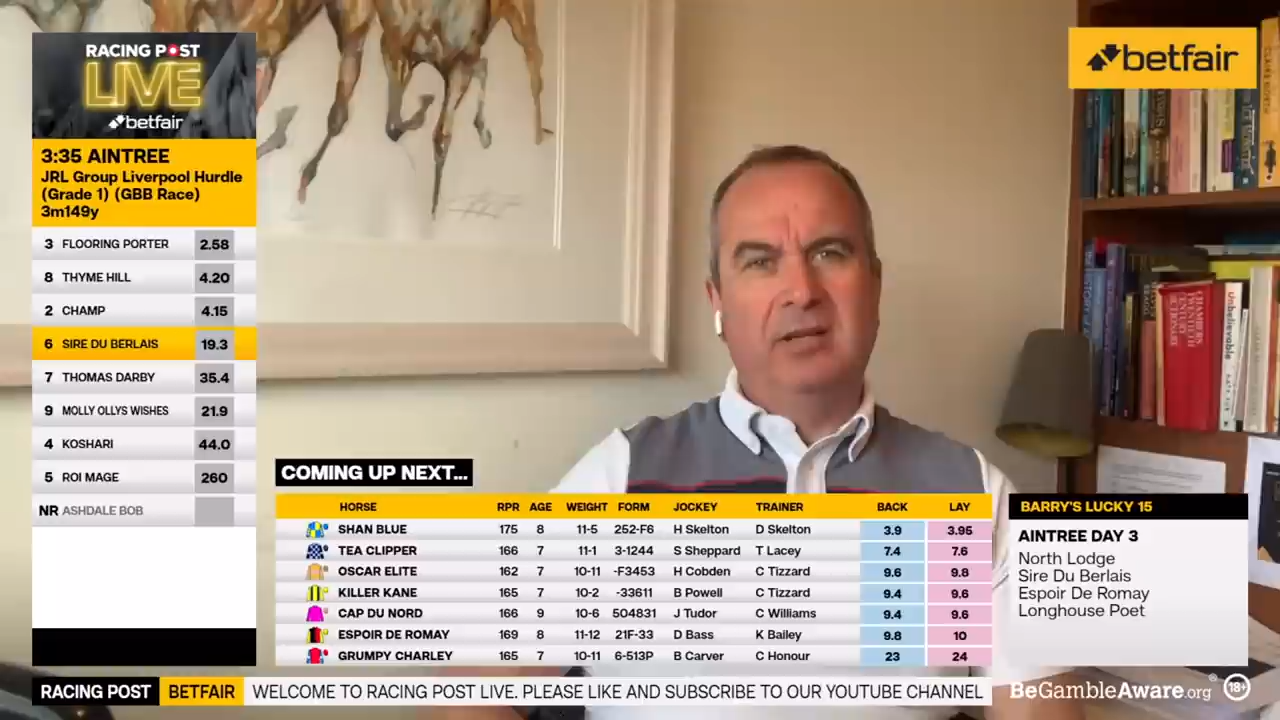 RACING POST
LIVE
betfair
3:35 AINTREE
JRL Group Liverpool Hurdle
(Grade 1) (GBB Race)
3m149y
3 FLOORING PORTER 2.58
8 THYME HILL 4.20
2 CHAMP 4.15
6 SIRE DU BERLAIS 19.3
7 THOMAS DARBY 35.4
9 MOLLY OLLYS WISHES 21.9
4 KOSHARI 44.0
5 ROI MAGE 260
NR ASHDALE BOB
betfair
CHAMBERS
TWENTIETH
CENTURY
DICTIONARY
Unbelievable
COMING UP NEXT...
HORSE RPR AGE WEIGHT FORM JOCKEY TRAINER BACK LAY
SHAN BLUE 175 8 11-5 252-F6 H Skelton D Skelton 3.9 3.95
TEA CLIPPER 166 7 11-1 3-1244 S Sheppard T Lacey 7.4 7.6
OSCAR ELITE 162 7 10-11 -F3453 H Cobden C Tizzard 9.6 9.8
KILLER KANE 165 7 10-2 -33611 B Powell C Tizzard 9.4 9.6
CAP DU NORD 166 9 10-6 504831 J Tudor C Williams 9.4 9.6
ESPOIR DE ROMAY 169 8 11-12 21F-33 D Bass K Bailey 9.8 10
GRUMPY CHARLEY 165 7 10-11 6-513P B Carver C Honour 23 24
BARRY'S LUCKY 15
AINTREE DAY 3
North Lodge
Sire Du Berlais
Espoir De Romay
Longhouse Poet
RACING POST BETFAIR WELCOME TO RACING POST LIVE. PLEASE LIKE AND SUBSCRIBE TO OUR YOUTUBE CHANNEL
BeGambleAware.org® 18+